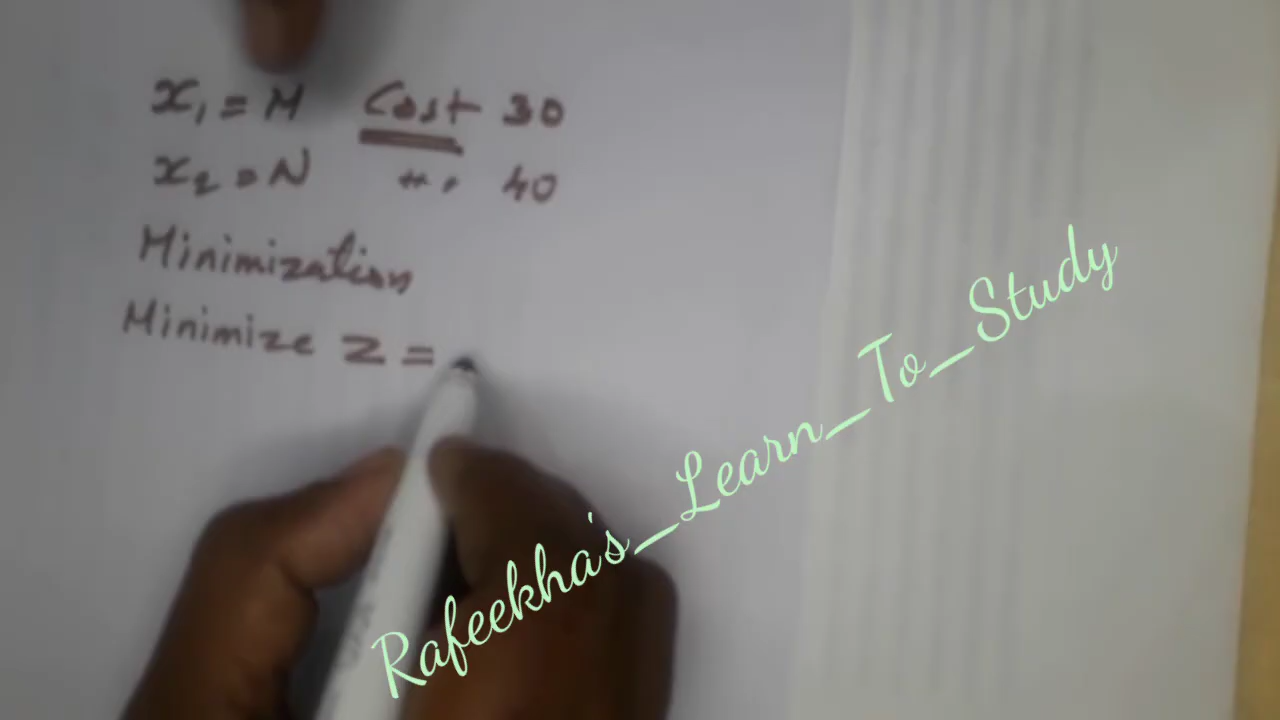 x₁ = M Cost 30
x₂ = N " " 40
Minimization
Minimize Z =
Rafeekha's_Learn_To_Study